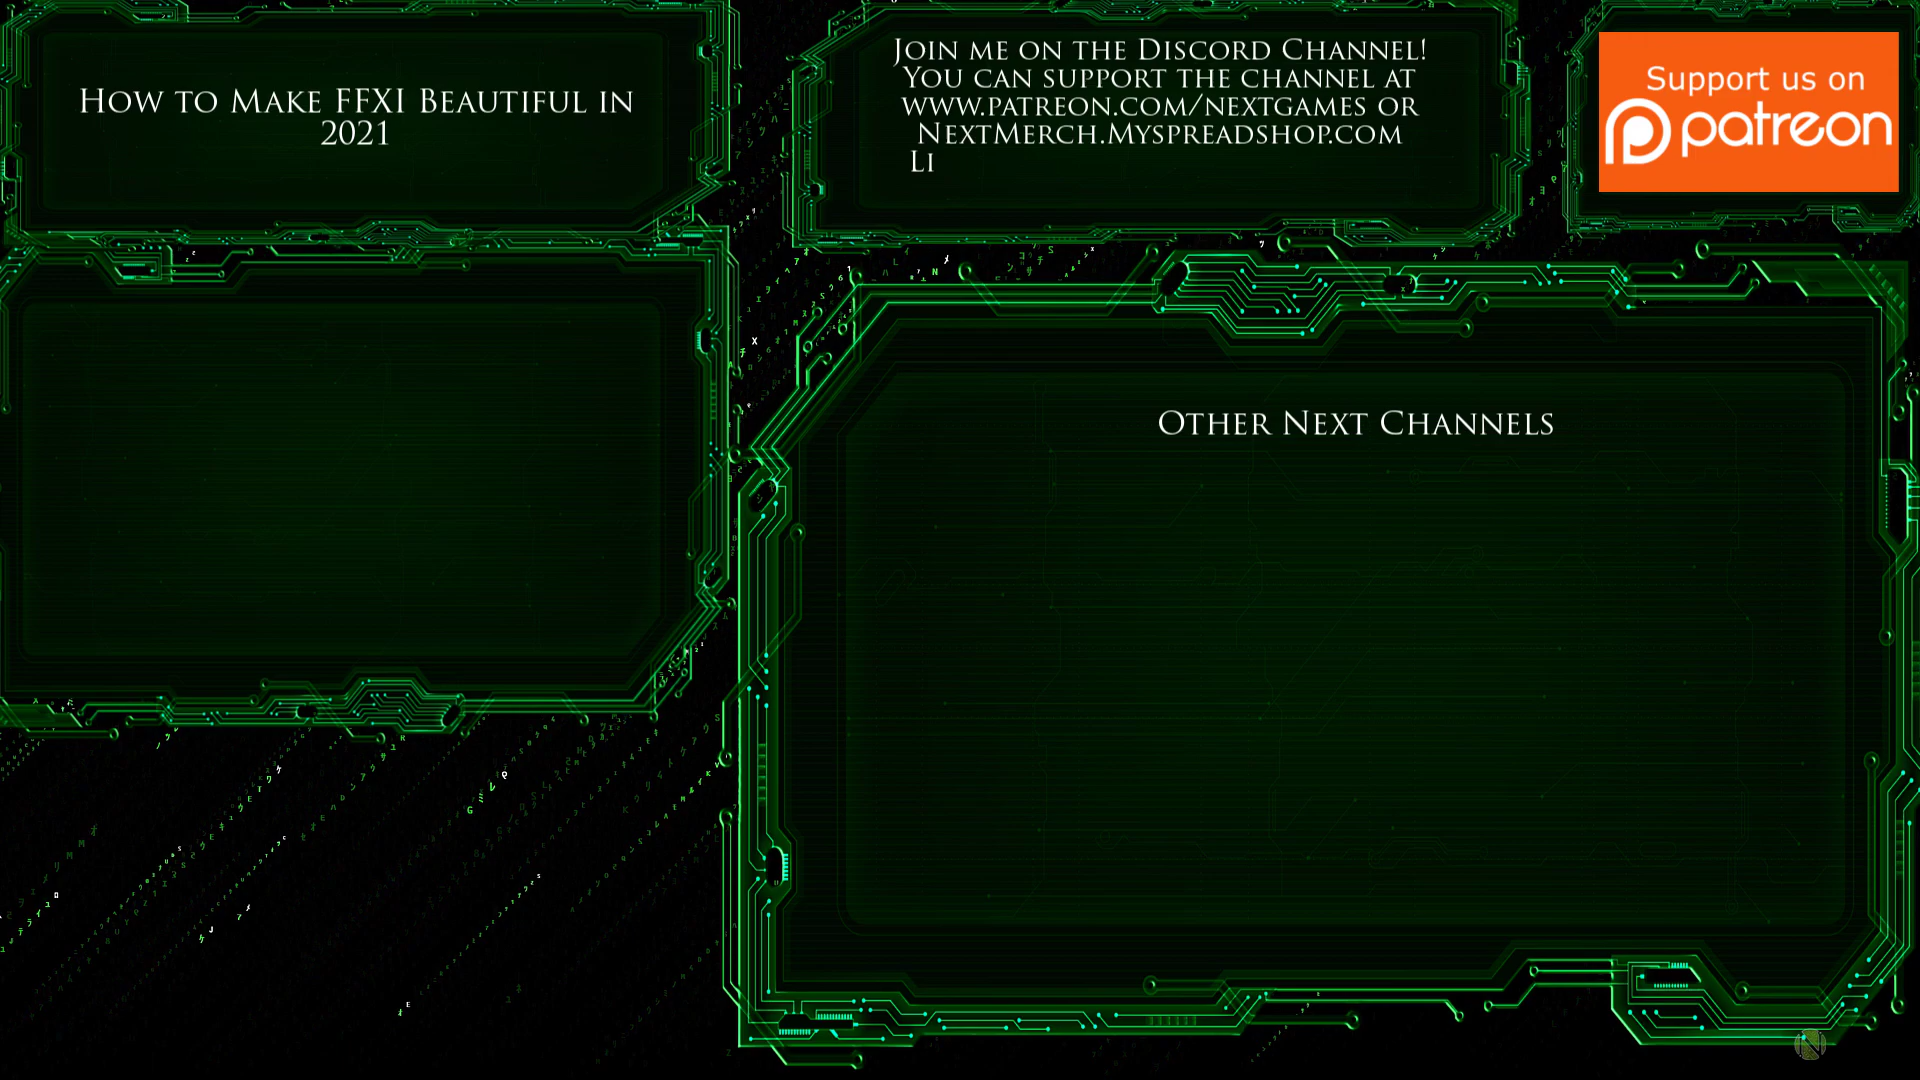 How to Make FFXI Beautiful in
2021
Join me on the Discord Channel!
You can support the channel at
www.patreon.com/nextgames or
NextMerch.Myspreadshop.com
Li
Support us on
patreon
Other Next Channels